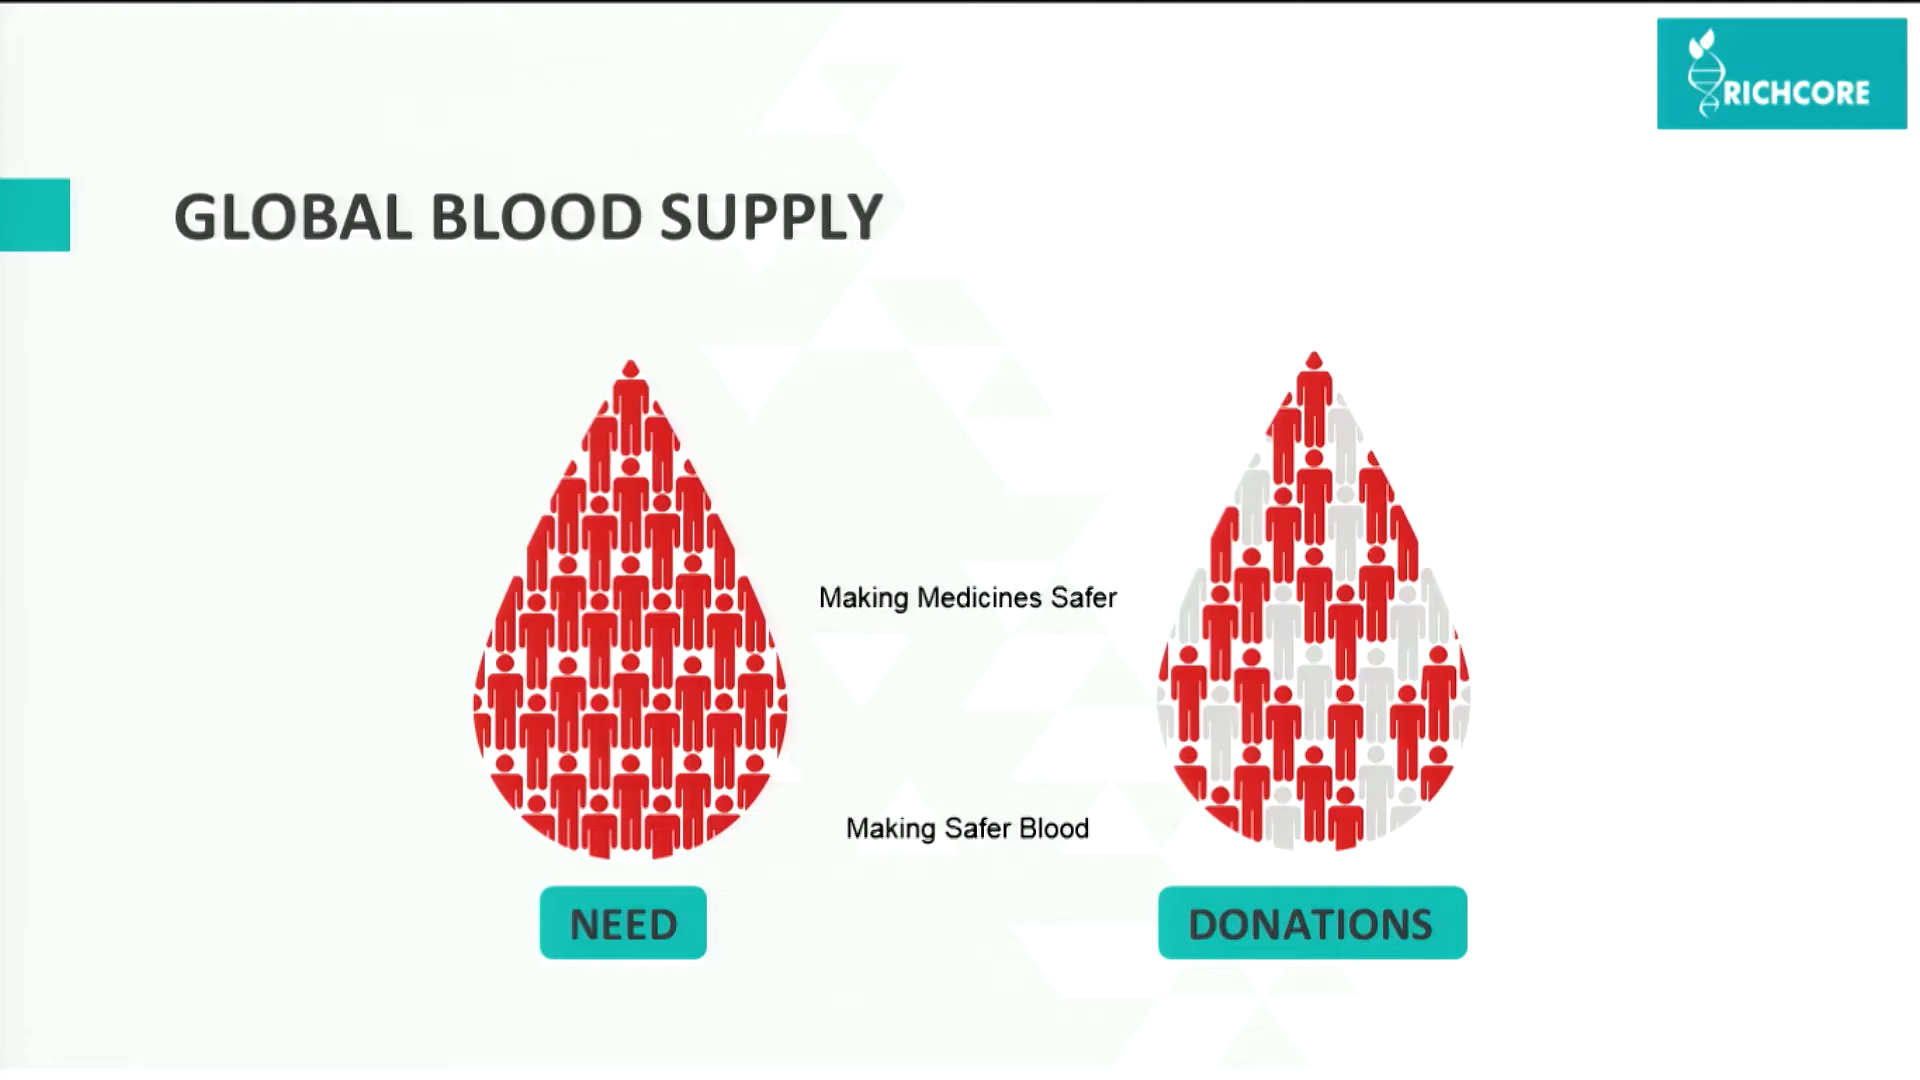 RICHCORE
GLOBAL BLOOD SUPPLY
Making Medicines Safer
Making Safer Blood
NEED
DONATIONS